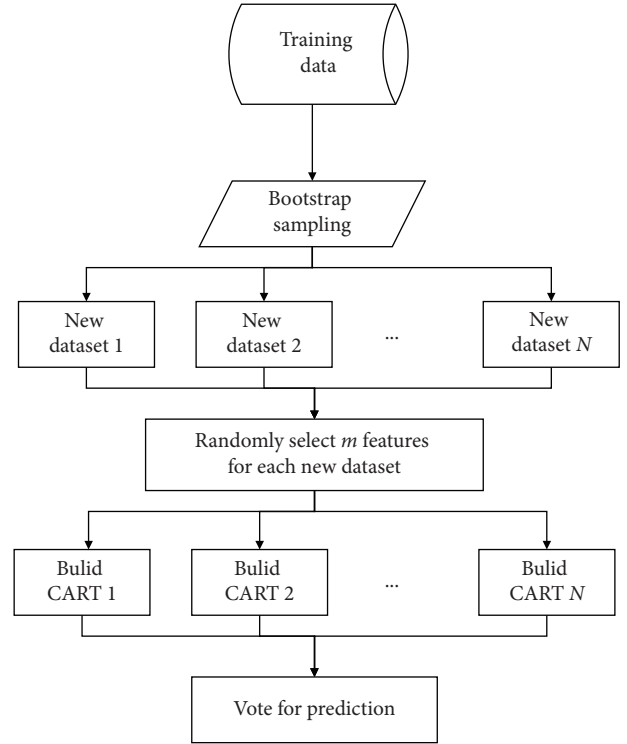 Training
data
Bootstrap
sampling
New
dataset 1
New
dataset 2
...
New
dataset N
Randomly select m features
for each new dataset
Bulid
CART 1
Bulid
CART 2
...
Bulid
CART N
Vote for prediction